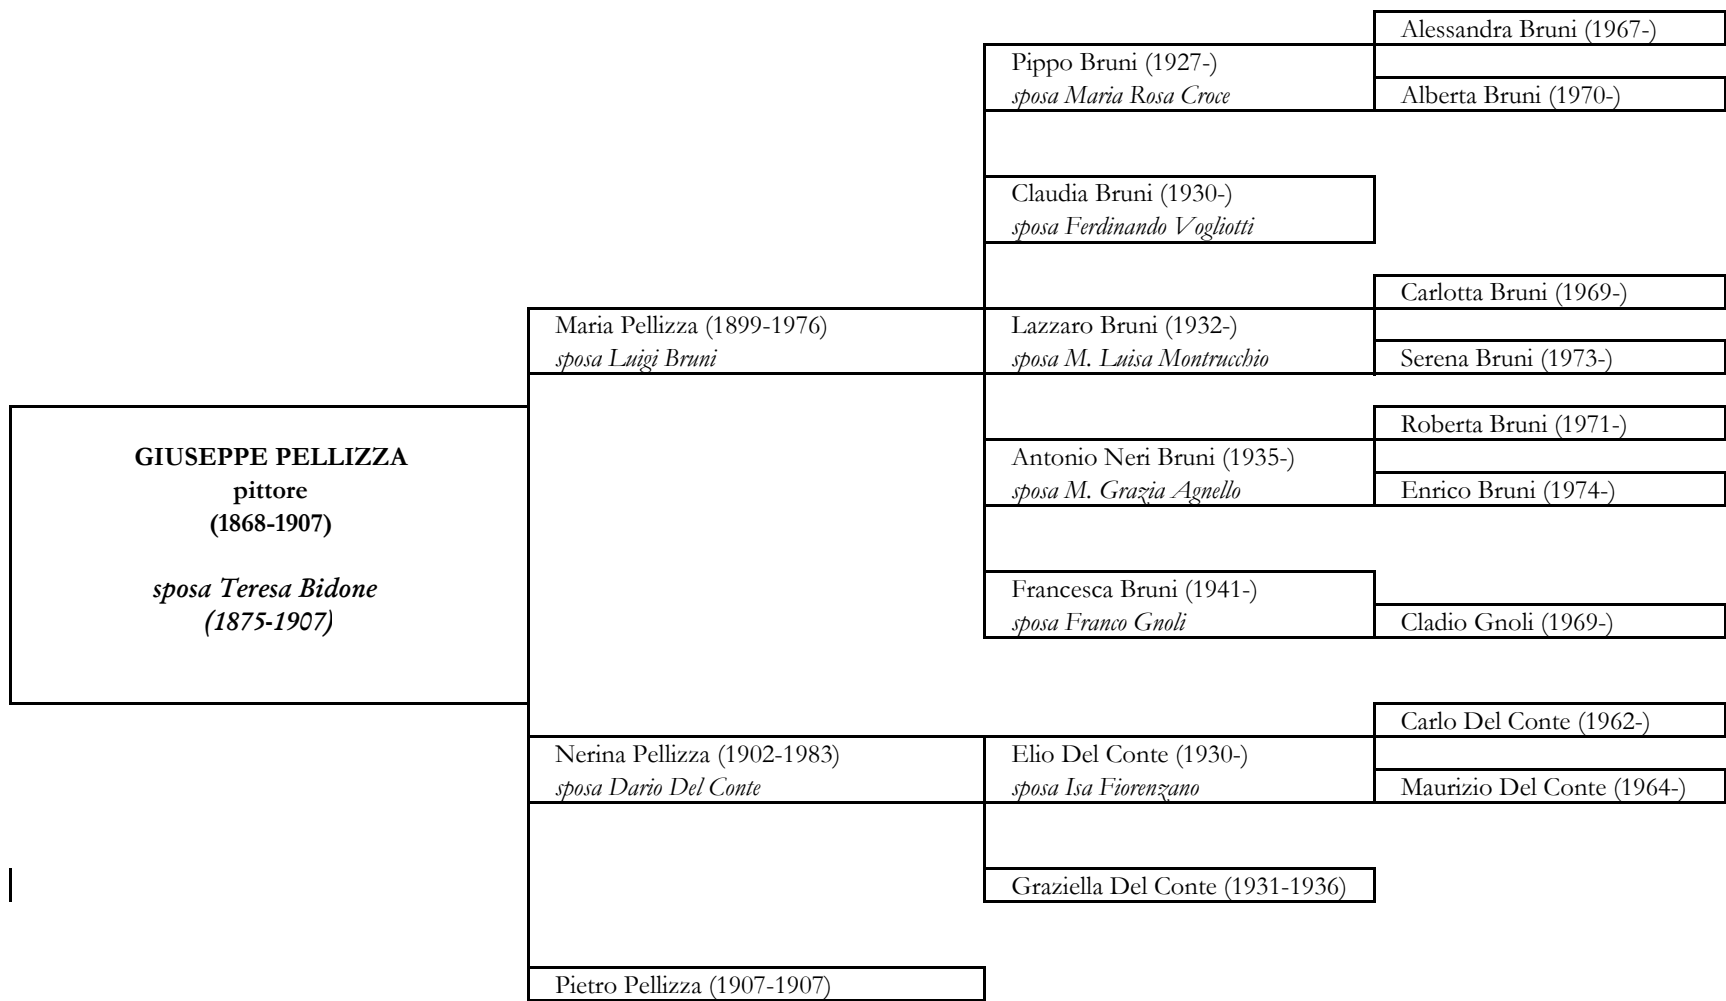 Alessandra Bruni (1967-)
Pippo Bruni (1927-)
sposa Maria Rosa Croce
Alberta Bruni (1970-)
Claudia Bruni (1930-)
sposa Ferdinando Vogliotti
Carlotta Bruni (1969-)
Maria Pellizza (1899-1976)
sposa Luigi Bruni
Lazzaro Bruni (1932-)
sposa M. Luisa Montrucchio
Serena Bruni (1973-)
Roberta Bruni (1971-)
GIUSEPPE PELLIZZA
pittore
(1868-1907)
sposa Teresa Bidone
(1875-1907)
Antonio Neri Bruni (1935-)
sposa M. Grazia Agnello
Enrico Bruni (1974-)
Francesca Bruni (1941-)
sposa Franco Gnoli
Cladio Gnoli (1969-)
Carlo Del Conte (1962-)
Nerina Pellizza (1902-1983)
sposa Dario Del Conte
Elio Del Conte (1930-)
sposa Isa Fiorenzano
Maurizio Del Conte (1964-)
Graziella Del Conte (1931-1936)
Pietro Pellizza (1907-1907)